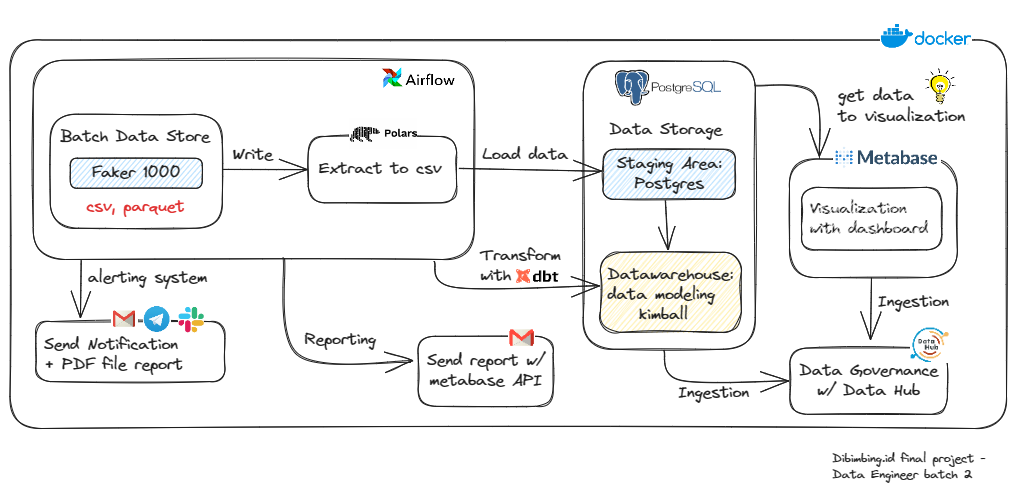 docker
Airflow
Batch Data Store
Faker 1000
csv, parquet
Write
Polars
Extract to csv
Load data
PostgreSQL
Data Storage
Staging Area:
Postgres
Transform
with dbt
Datawarehouse:
data modeling
kimball
get data
to visualization
Metabase
Visualization
with dashboard
Ingestion
Data
Hub
Data Governance
w/ Data Hub
Ingestion
alerting system
Send Notification
+ PDF file report
Reporting
Send report w/
metabase API
Dibimbing.id final project -
Data Engineer batch 2